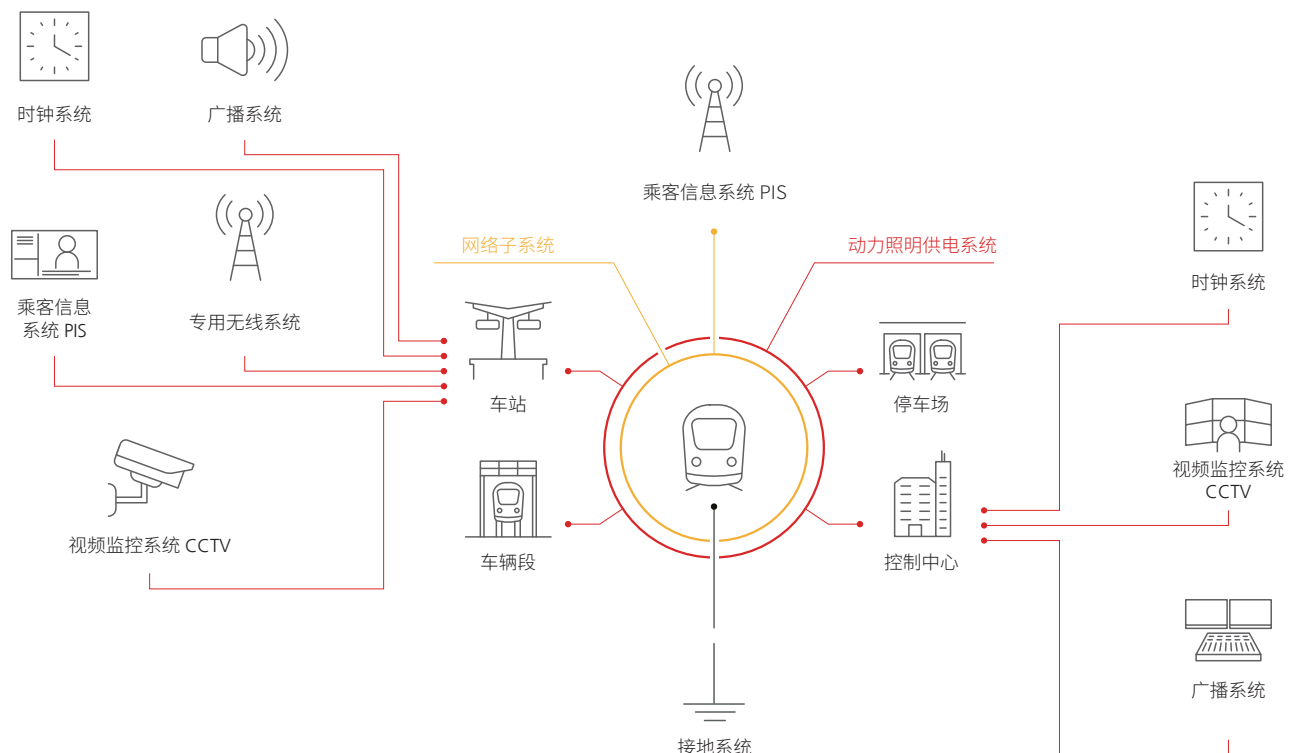 时钟系统
广播系统
乘客信息系统 PIS
网络子系统
动力照明供电系统
时钟系统
乘客信息
系统 PIS
专用无线系统
车站
停车场
视频监控系统
CCTV
视频监控系统 CCTV
车辆段
控制中心
广播系统
接地系统